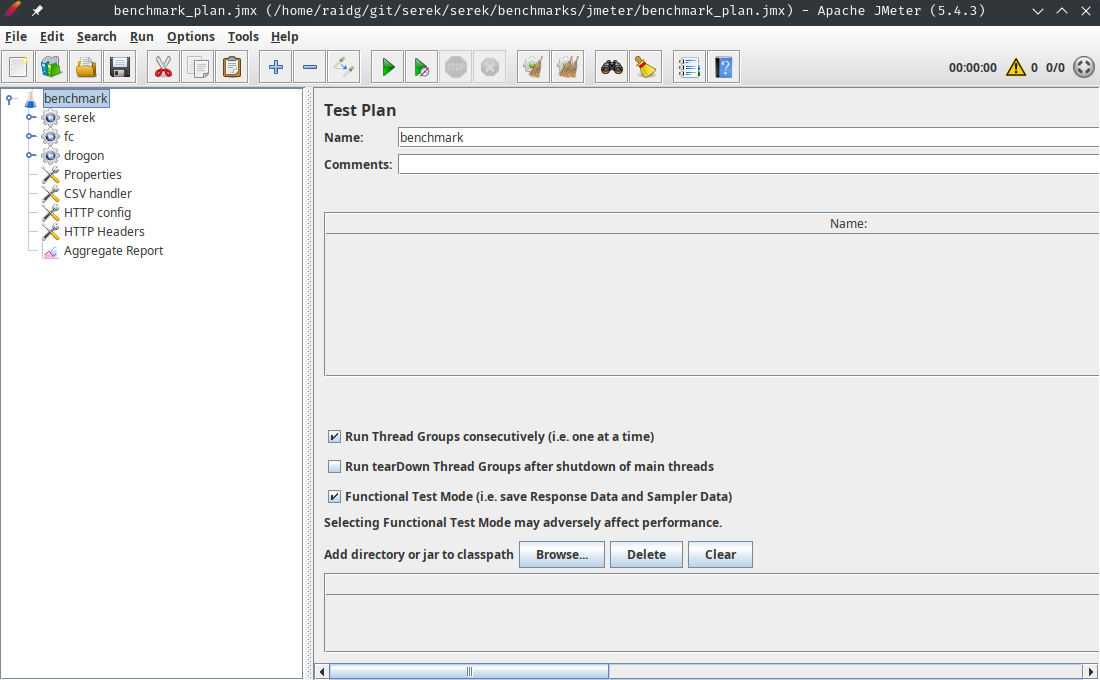 benchmark_plan.jmx (/home/raidg/git/serek/serek/benchmarks/jmeter/benchmark_plan.jmx) - Apache JMeter (5.4.3)
File Edit Search Run Options Tools Help
STOP 00:00:00 0 0/0
benchmark
serek
fc
drogon
Properties
CSV handler
HTTP config
HTTP Headers
Aggregate Report
Test Plan
Name: benchmark
Comments:
Name:
Run Thread Groups consecutively (i.e. one at a time)
Run tearDown Thread Groups after shutdown of main threads
Functional Test Mode (i.e. save Response Data and Sampler Data)
Selecting Functional Test Mode may adversely affect performance.
Add directory or jar to classpath Browse... Delete Clear